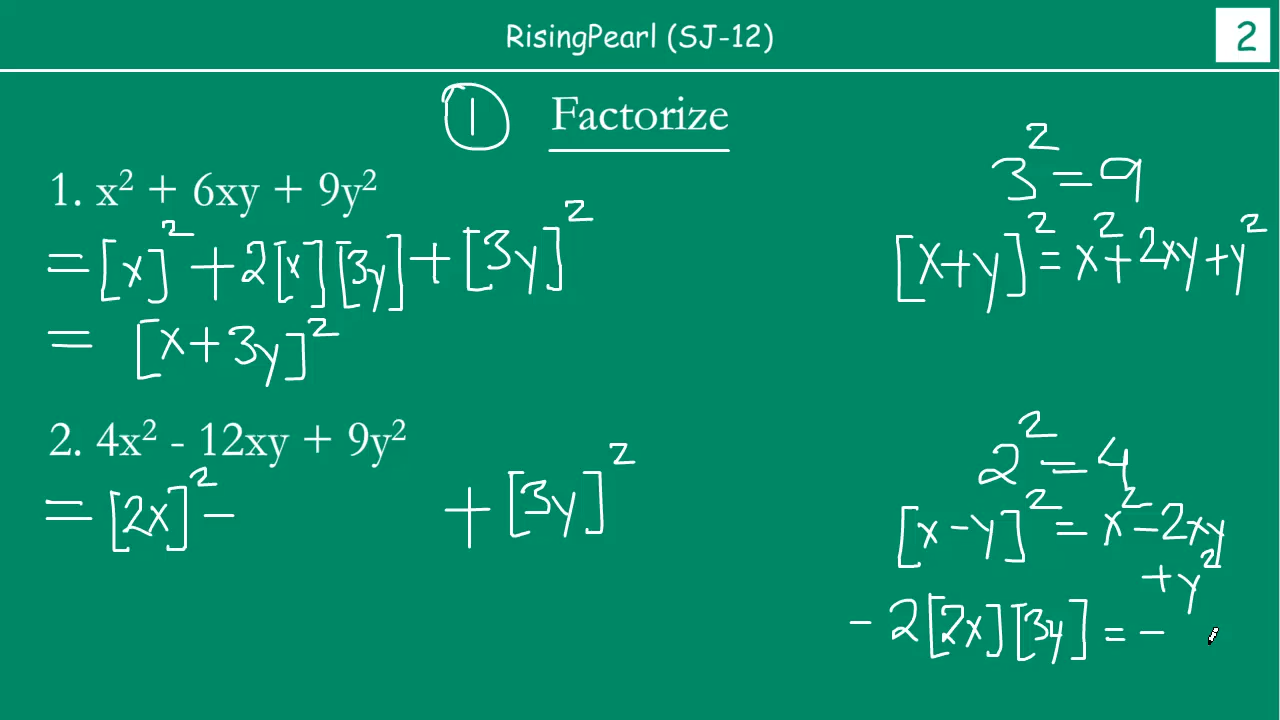 RisingPearl (SJ-12)
2
1 Factorize
3² = 9
1. x² + 6xy + 9y²
= [x]² + 2[x][3y] + [3y]²
[x+y]² = x² + 2xy + y²
= [x + 3y]²
2. 4x² - 12xy + 9y²
2² = 4
= [2x]² - + [3y]²
[x - y]² = x² - 2xy
+ y²
- 2[2x][3y] = -